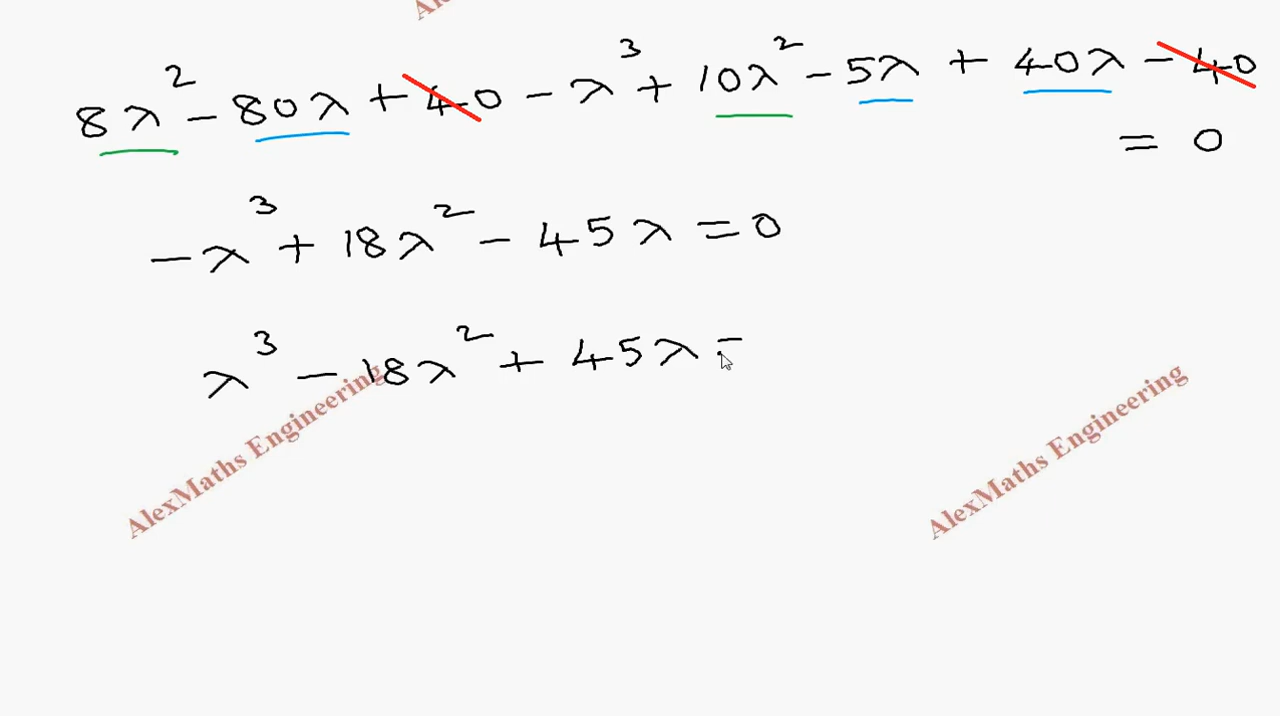 8λ² - 80λ + 40 - λ³ + 10λ² - 5λ + 40λ - 40
= 0
-λ³ + 18λ² - 45λ = 0
λ³ - 18λ² + 45λ =
AlexMaths Engineering
AlexMaths Engineering